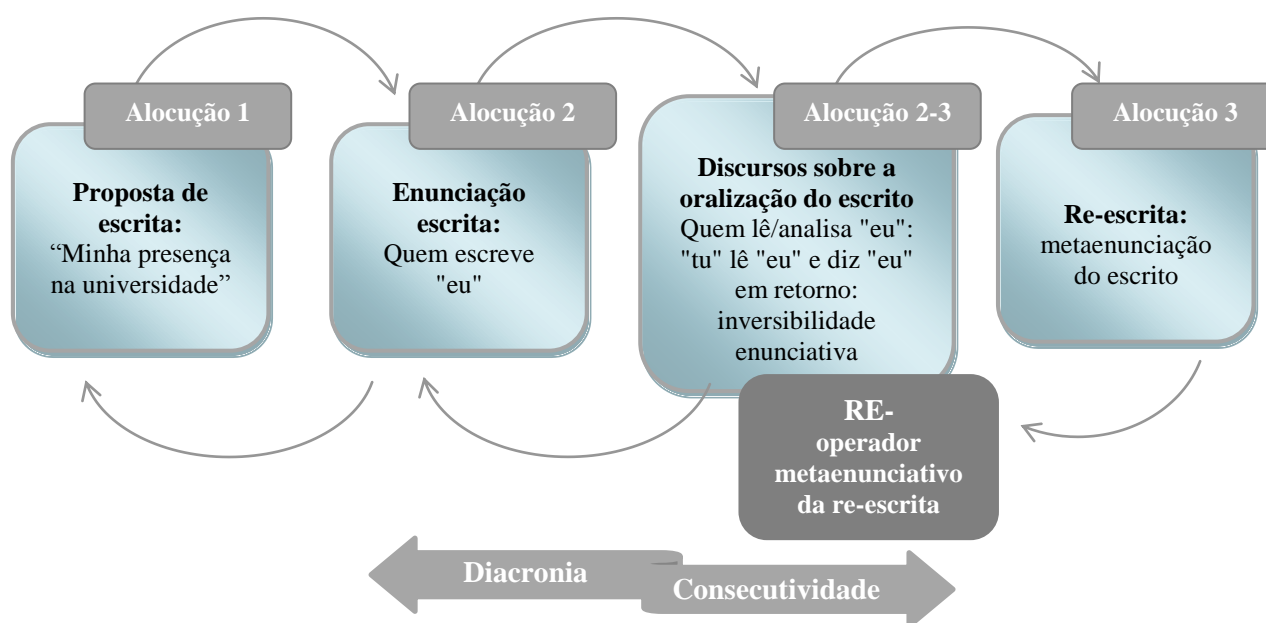 Alocução 1
Proposta de
escrita:
“Minha presença
na universidade”
Alocução 2
Enunciação
escrita:
Quem escreve
"eu"
Alocução 2-3
Discursos sobre a
oralização do escrito
Quem lê/analisa "eu":
"tu" lê "eu" e diz "eu"
em retorno:
inversibilidade
enunciativa
Alocução 3
Re-escrita:
metaenunciação
do escrito
RE-
operador
metaenunciativo
da re-escrita
Diacronia
Consecutividade